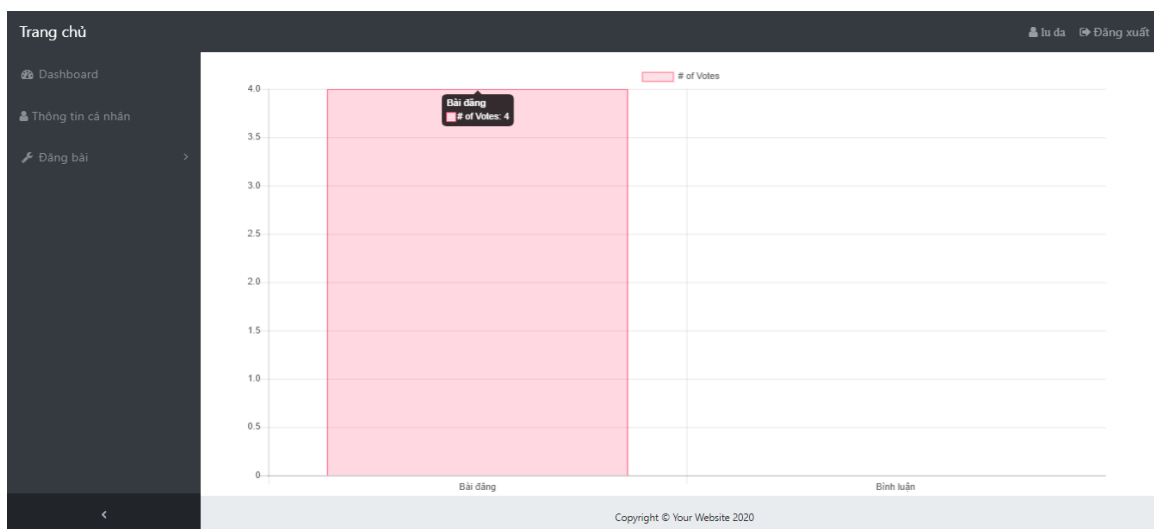 Trang chủ
lu da Đăng xuất
Dashboard
Thông tin cá nhân
Đăng bài
# of Votes
4.0
Bài đăng
# of Votes: 4
3.5
3.0
2.5
2.0
1.5
1.0
0.5
0
Bài đăng Bình luận
Copyright © Your Website 2020